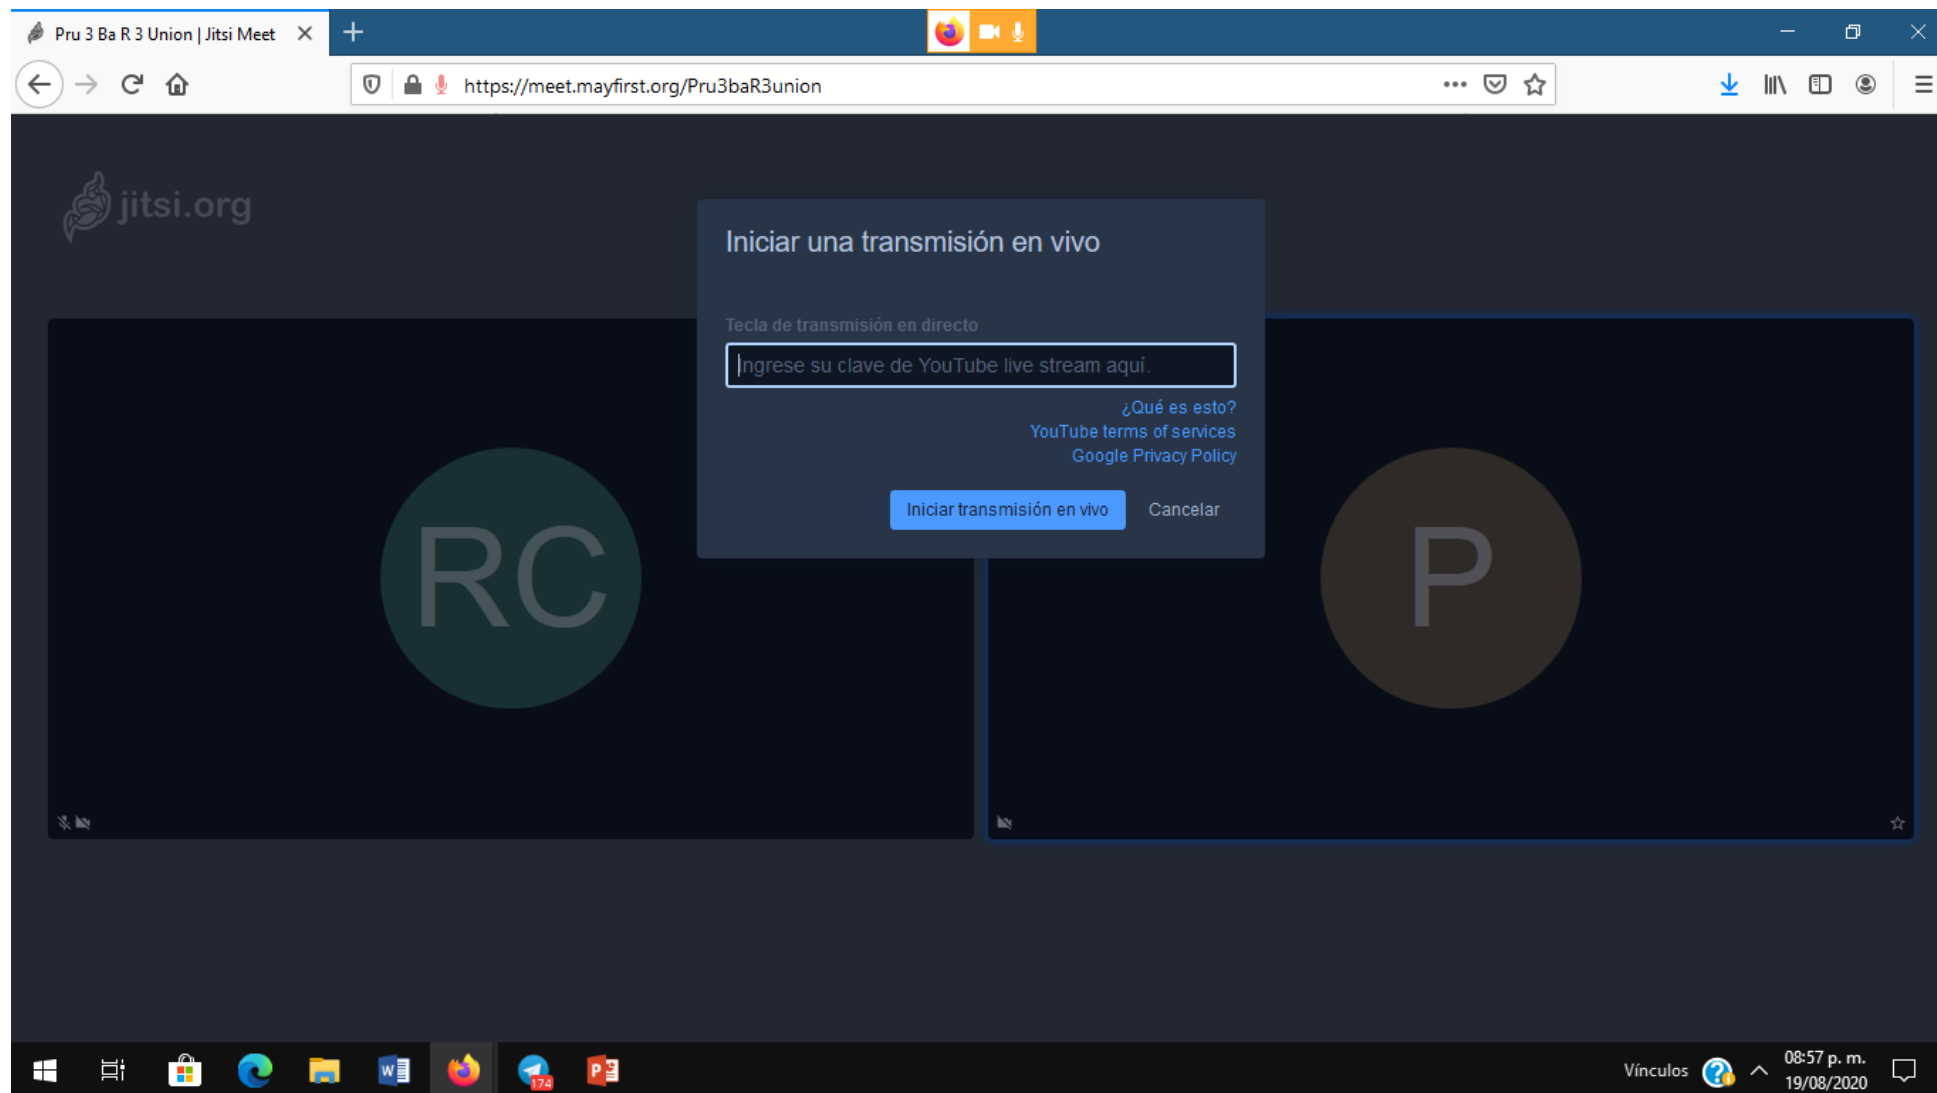 Pru 3 Ba R 3 Union | Jitsi Meet
https://meet.mayfirst.org/Pru3baR3union
jitsi.org
Iniciar una transmisión en vivo
Tecla de transmisión en directo
Ingrese su clave de YouTube live stream aquí.
¿Qué es esto?
YouTube terms of services
Google Privacy Policy
Iniciar transmisión en vivo
Cancelar
RC
P
174
Vínculos
08:57 p. m.
19/08/2020